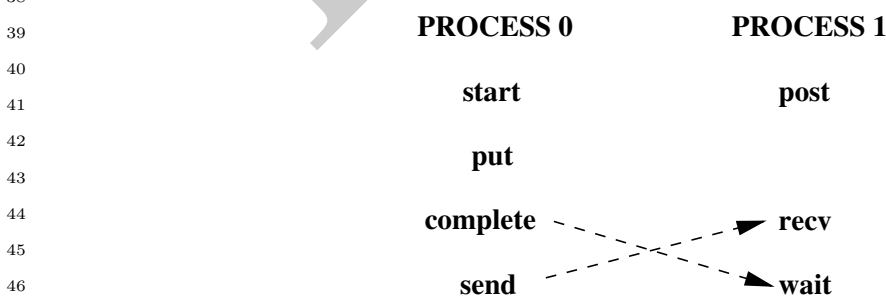 38
39 PROCESS 0 PROCESS 1
40
41 start post
42
43 put
44 complete recv
45
46 send wait